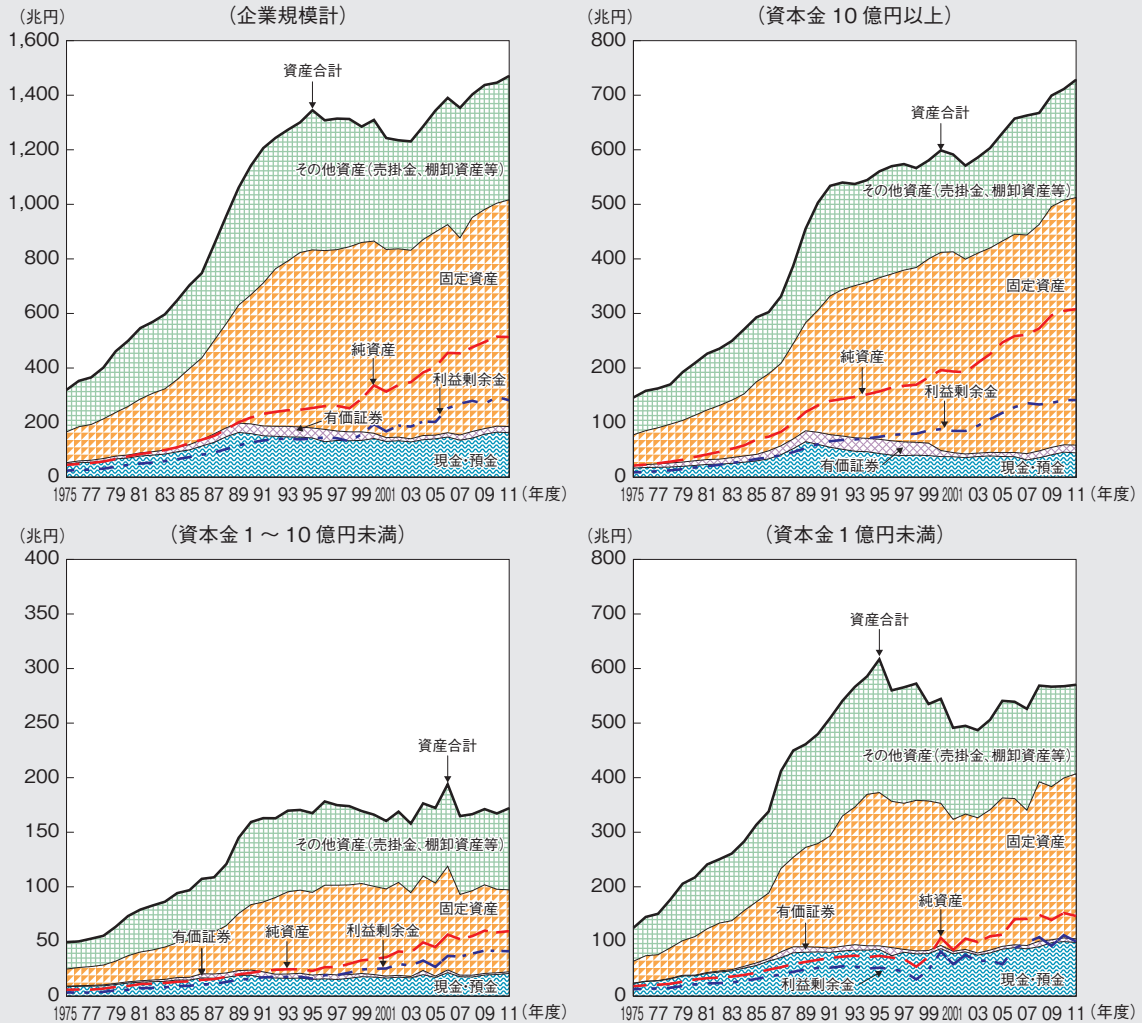 (兆円)
(企業規模計)
1,600
1,400
1,200
1,000
800
600
400
200
0
資産合計
その他資産(売掛金、棚卸資産等)
固定資産
純資産
利益剰余金
有価証券
現金・預金
1975 77 79 81 83 85 87 89 91 93 95 97 99 2001 03 05 07 09 11(年度)
(兆円)
(資本金10億円以上)
800
700
600
500
400
300
200
100
0
資産合計
その他資産(売掛金、棚卸資産等)
固定資産
純資産
利益剰余金
有価証券
現金・預金
1975 77 79 81 83 85 87 89 91 93 95 97 99 2001 03 05 07 09 11(年度)
(兆円)
(資本金1〜10億円未満)
400
350
300
250
200
150
100
50
0
資産合計
その他資産(売掛金、棚卸資産等)
固定資産
有価証券
純資産
利益剰余金
現金・預金
1975 77 79 81 83 85 87 89 91 93 95 97 99 2001 03 05 07 09 11(年度)
(兆円)
(資本金1億円未満)
800
700
600
500
400
300
200
100
0
資産合計
その他資産(売掛金、棚卸資産等)
固定資産
有価証券
純資産
利益剰余金
現金・預金
1975 77 79 81 83 85 87 89 91 93 95 97 99 2001 03 05 07 09 11(年度)